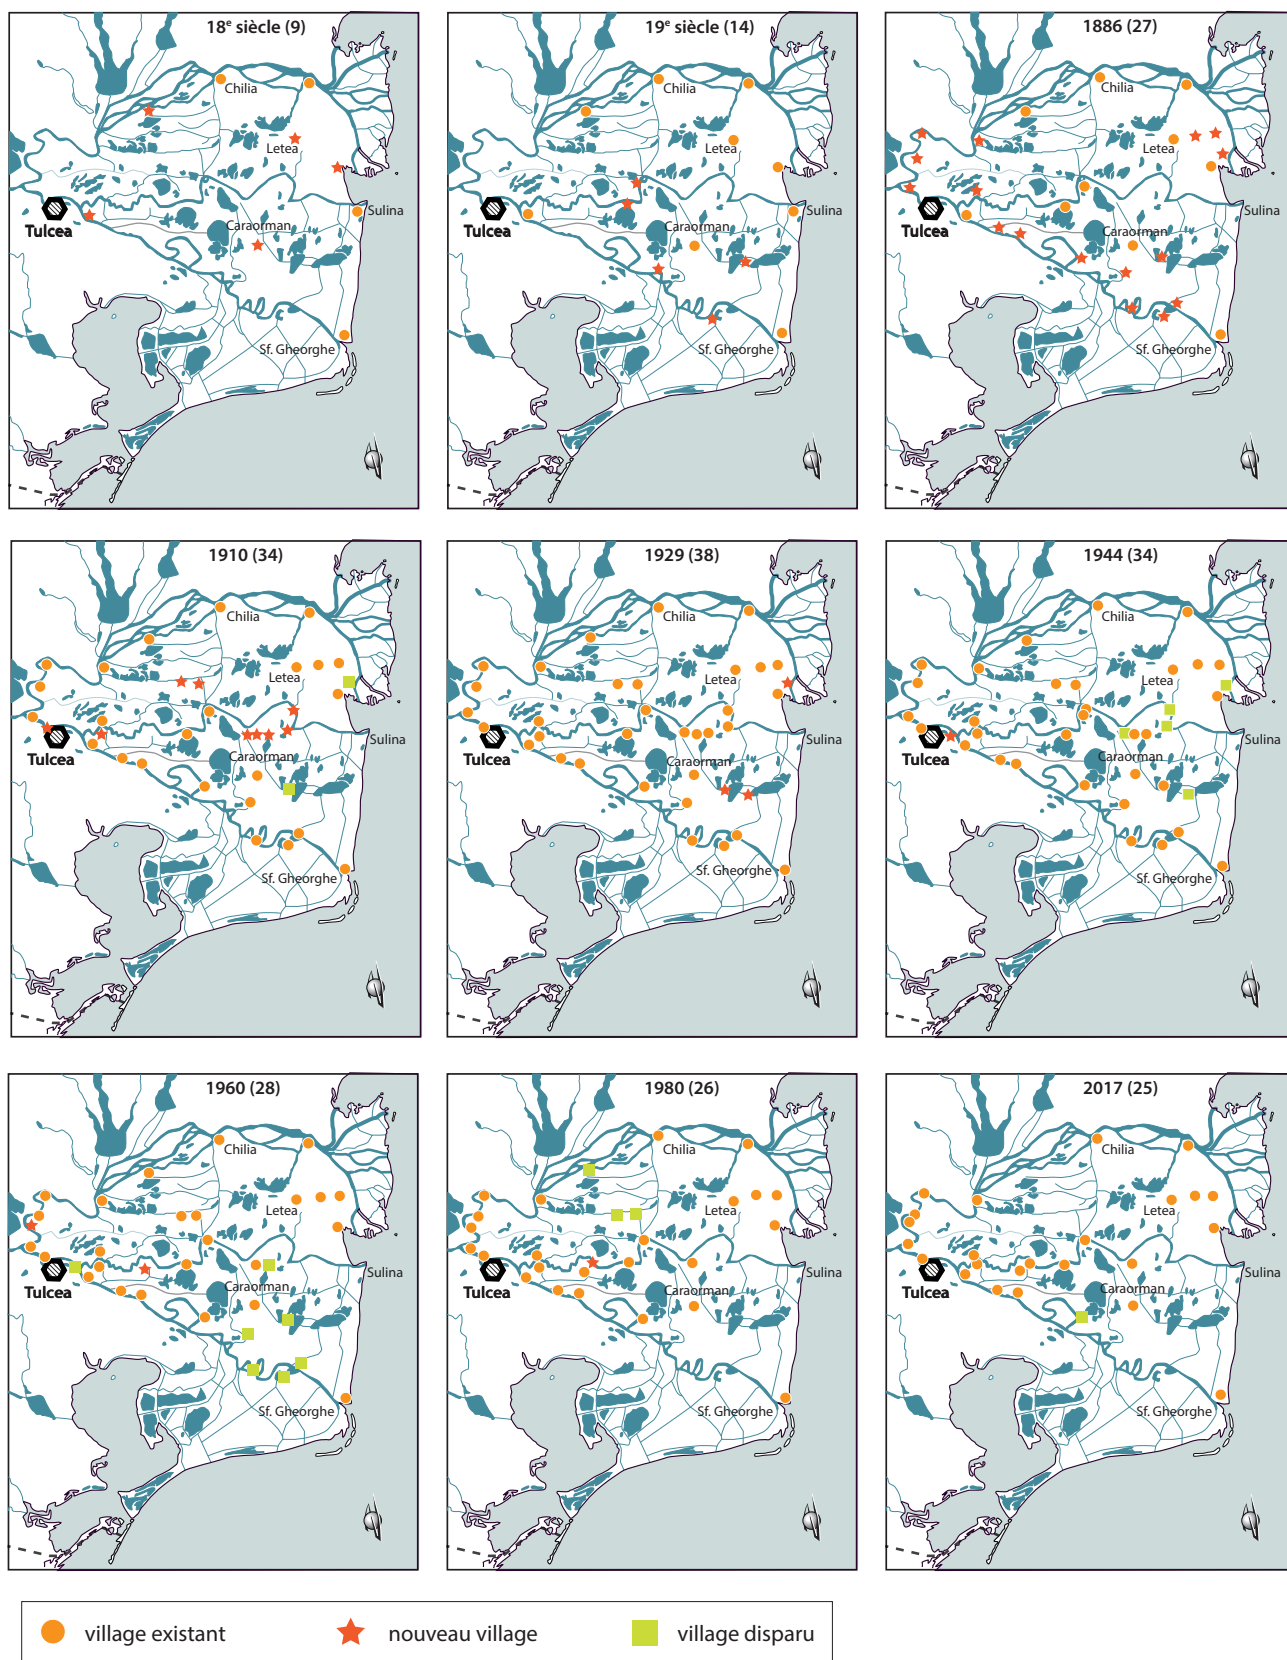 18e siècle (9)
Chilia
Letea
Sulina
Tulcea
Caraorman
Sf. Gheorghe
19e siècle (14)
Chilia
Letea
Sulina
Tulcea
Caraorman
Sf. Gheorghe
1886 (27)
Chilia
Letea
Sulina
Tulcea
Caraorman
Sf. Gheorghe
1910 (34)
Chilia
Letea
Sulina
Tulcea
Caraorman
Sf. Gheorghe
1929 (38)
Chilia
Letea
Sulina
Tulcea
Caraorman
Sf. Gheorghe
1944 (34)
Chilia
Letea
Sulina
Tulcea
Caraorman
Sf. Gheorghe
1960 (28)
Chilia
Letea
Sulina
Tulcea
Caraorman
Sf. Gheorghe
1980 (26)
Chilia
Letea
Sulina
Tulcea
Caraorman
Sf. Gheorghe
2017 (25)
Chilia
Letea
Sulina
Tulcea
Caraorman
Sf. Gheorghe
village existant
nouveau village
village disparu